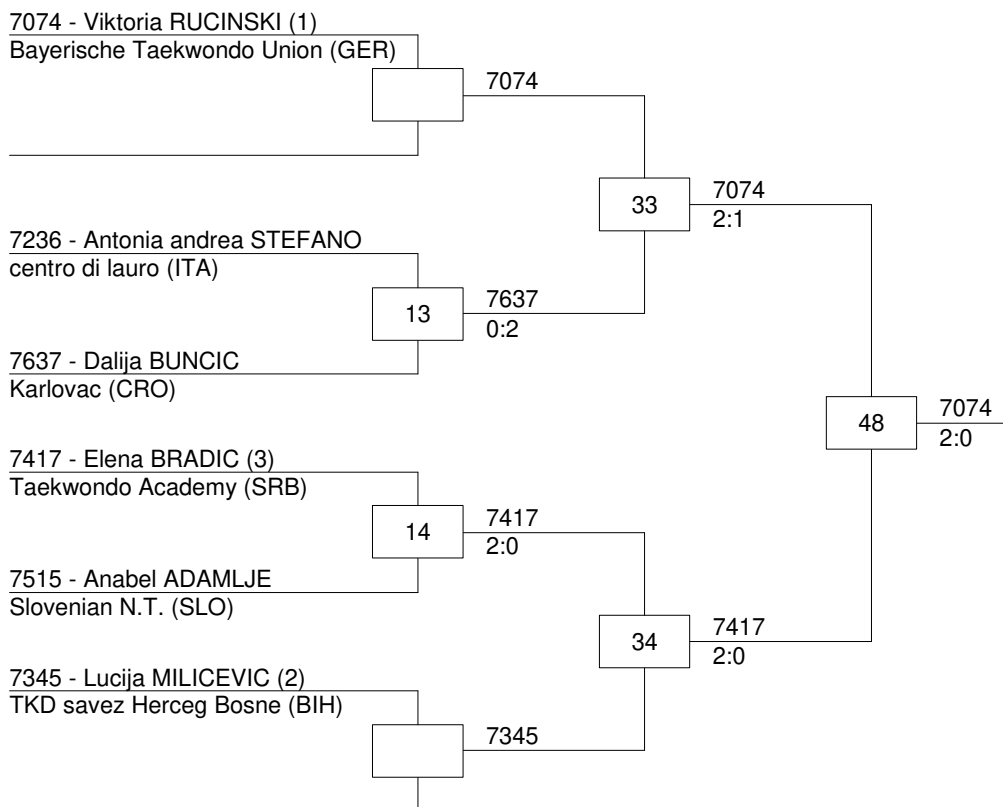 7074 - Viktoria RUCINSKI (1)
Bayerische Taekwondo Union (GER)
7074
33
7074
2:1
7236 - Antonia andrea STEFANO
centro di lauro (ITA)
13
7637
0:2
7637 - Dalija BUNCIC
Karlovac (CRO)
48
7074
2:0
7417 - Elena BRADIC (3)
Taekwondo Academy (SRB)
14
7417
2:0
7515 - Anabel ADAMLJE
Slovenian N.T. (SLO)
34
7417
2:0
7345 - Lucija MILICEVIC (2)
TKD savez Herceg Bosne (BIH)
7345